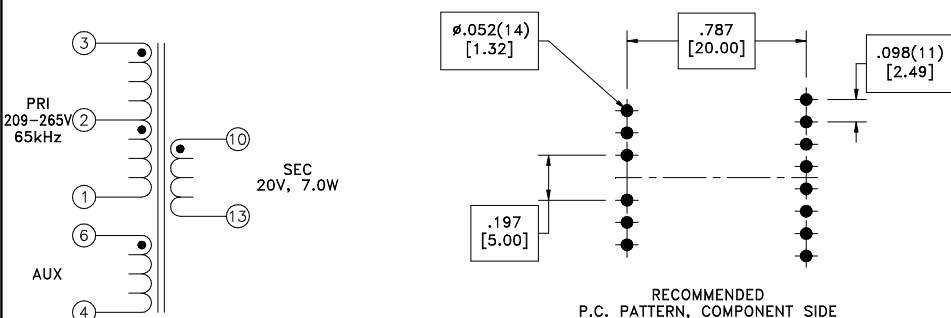 3
PRI
209-265V
65kHz
2
1
6
AUX
4
10
SEC
20V, 7.0W
13
ø.052(14)
[1.32]
.787
[20.00]
.098(11)
[2.49]
.197
[5.00]
RECOMMENDED
P.C. PATTERN, COMPONENT SIDE